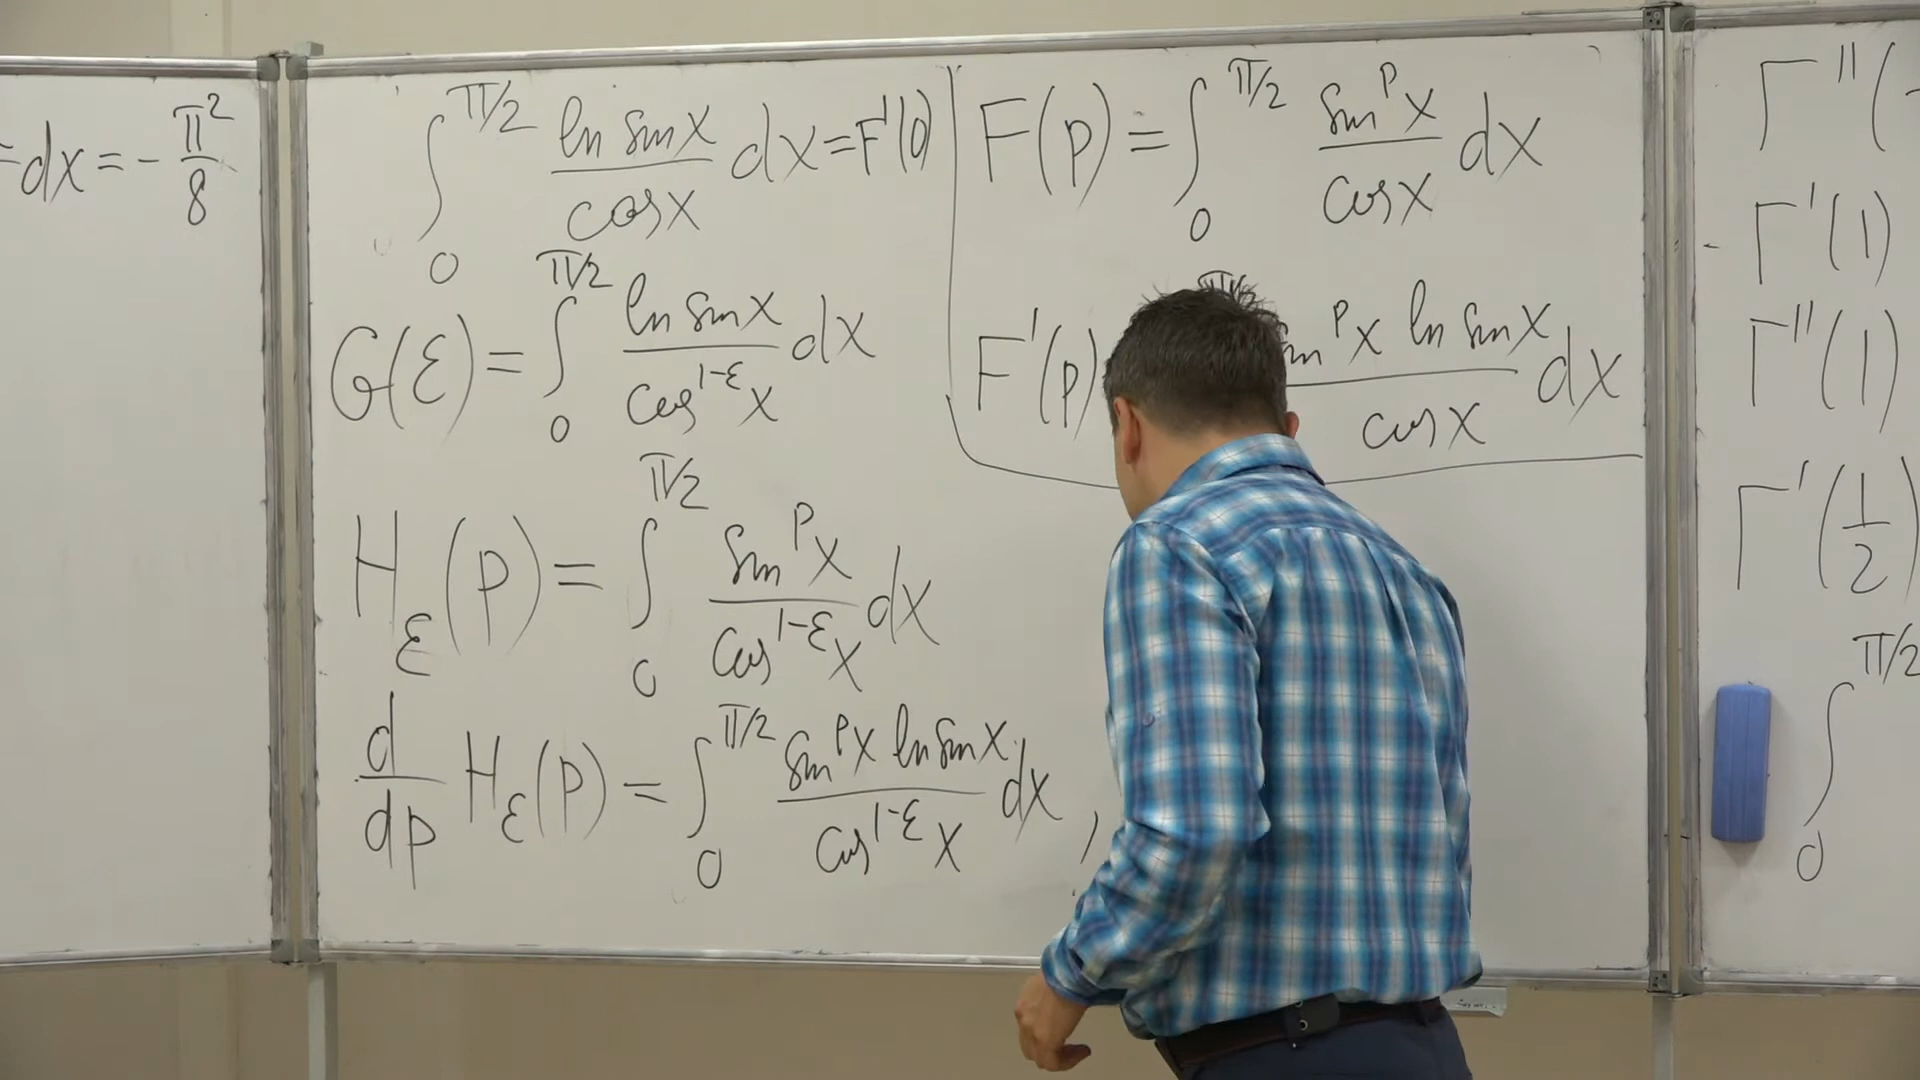 -dx = - π²/8
∫₀^{π/2} (ln sin x)/(cos x) dx = F'(0)
G(ε) = ∫₀^{π/2} (ln sin x)/(cos^{1-ε} x) dx
H_ε(p) = ∫₀^{π/2} (sin^p x)/(cos^{1-ε} x) dx
d/dp H_ε(p) = ∫₀^{π/2} (sin^p x ln sin x)/(cos^{1-ε} x) dx,
F(p) = ∫₀^{π/2} (sin^p x)/(cos x) dx
F'(p) π/2 sin^p x ln sin x/(cos x) dx
Γ''(
Γ'(1)
Γ''(1)
Γ'(1/2)
∫₀^{π/2}